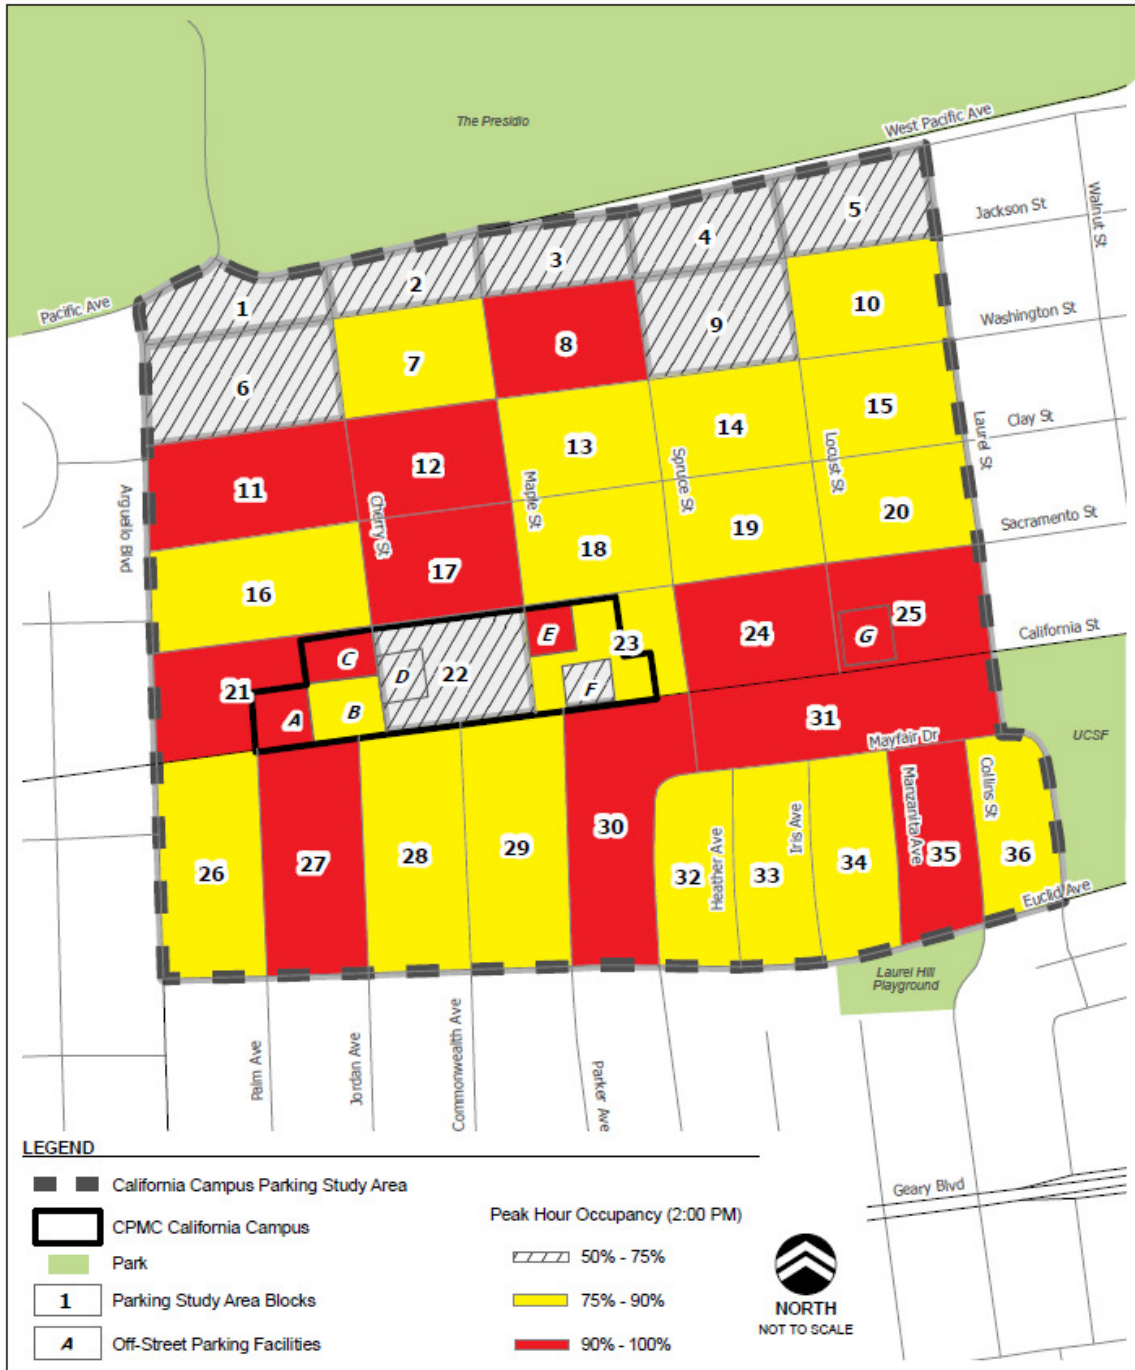 The Presidio
West Pacific Ave
Pacific Ave
Jackson St
Walnut St
Washington St
Clay St
Laurel St
Sacramento St
California St
Arguello Blvd
Cherry St
Maple St
Spruce St
Locust St
1
2
3
4
5
6
7
8
9
10
11
12
13
14
15
16
17
18
19
20
21
22
23
24
25
A
B
C
D
E
F
G
26
27
28
29
30
31
32
33
34
35
36
Mayfair Dr
UCSF
Heather Ave
Iris Ave
Manzanita Ave
Collins St
Euclid Ave
Laurel Hill
Playground
Palm Ave
Jordan Ave
Commonwealth Ave
Parker Ave
Geary Blvd
LEGEND
California Campus Parking Study Area
CPMC California Campus
Park
1 Parking Study Area Blocks
A Off-Street Parking Facilities
Peak Hour Occupancy (2:00 PM)
50% - 75%
75% - 90%
90% - 100%
NORTH
NOT TO SCALE